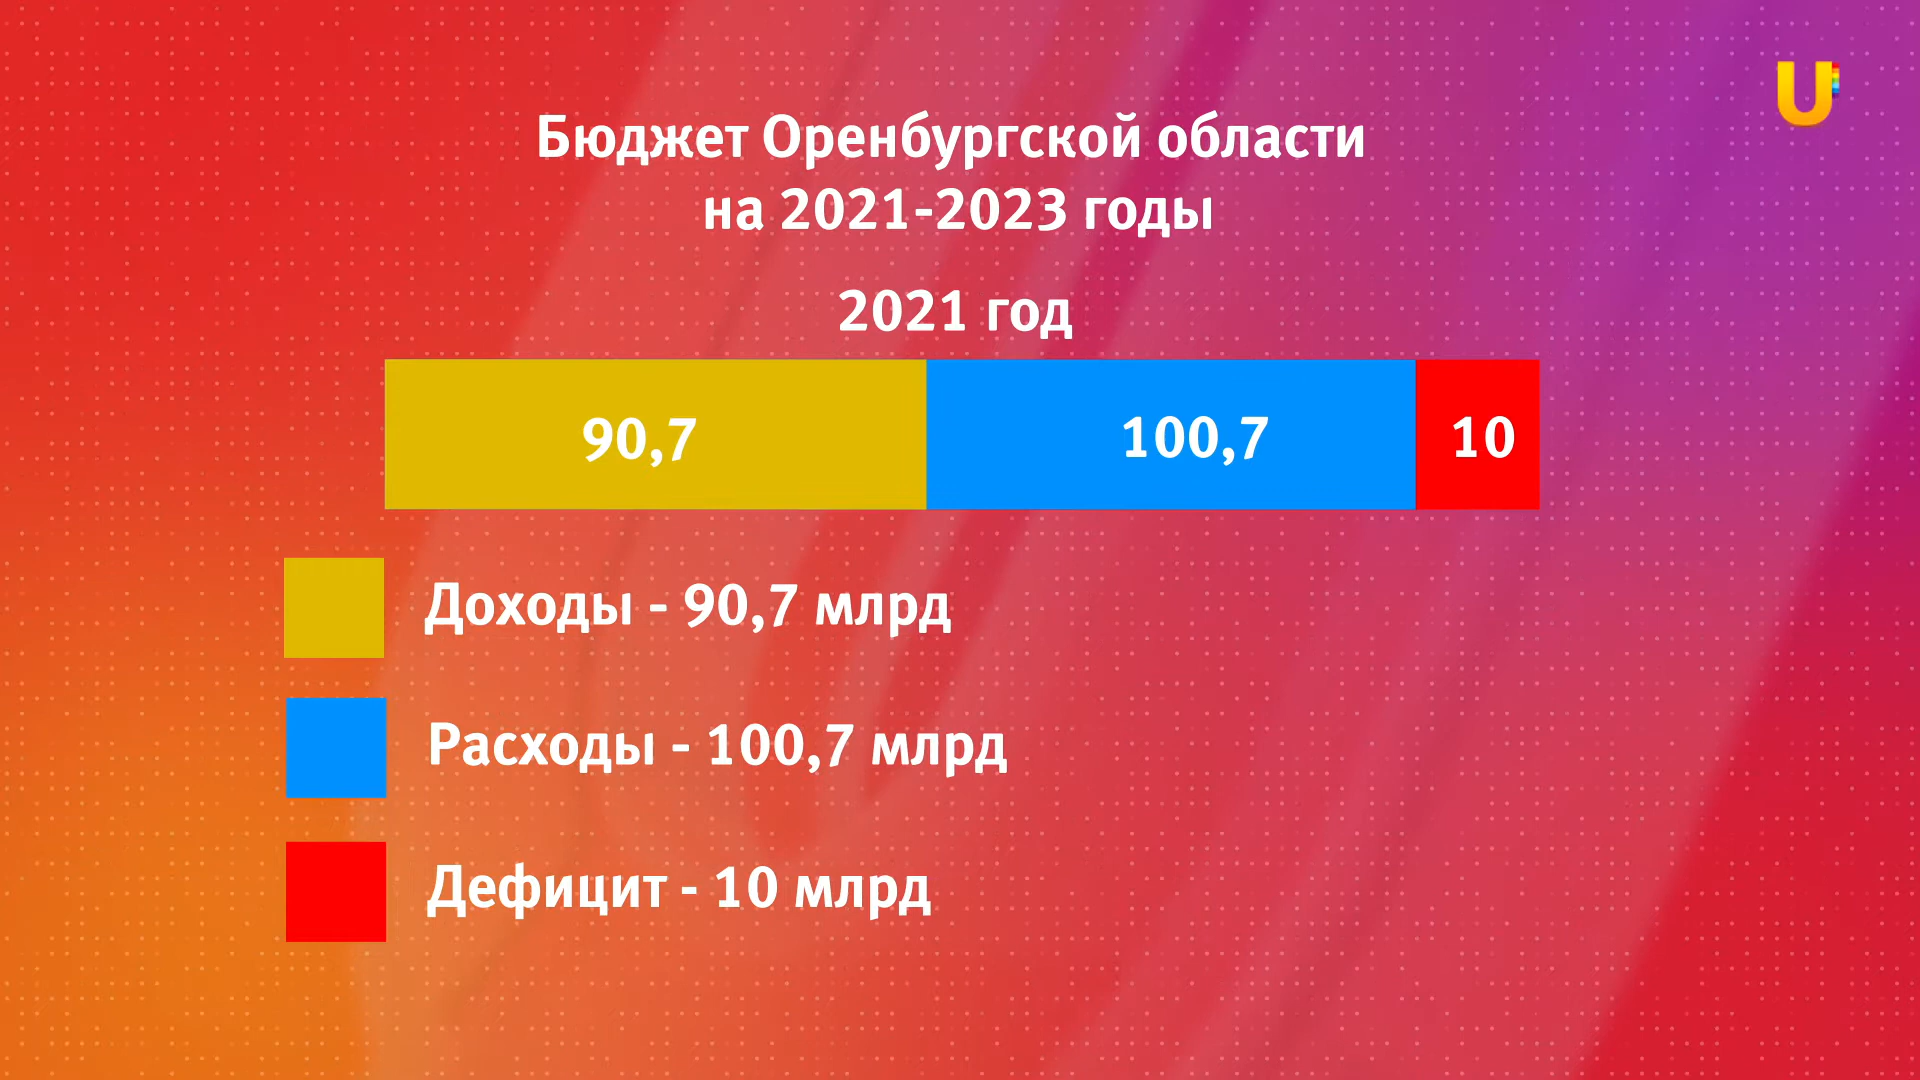 U
Бюджет Оренбургской области
на 2021-2023 годы
2021 год
90,7 100,7 10
Доходы - 90,7 млрд
Расходы - 100,7 млрд
Дефицит - 10 млрд